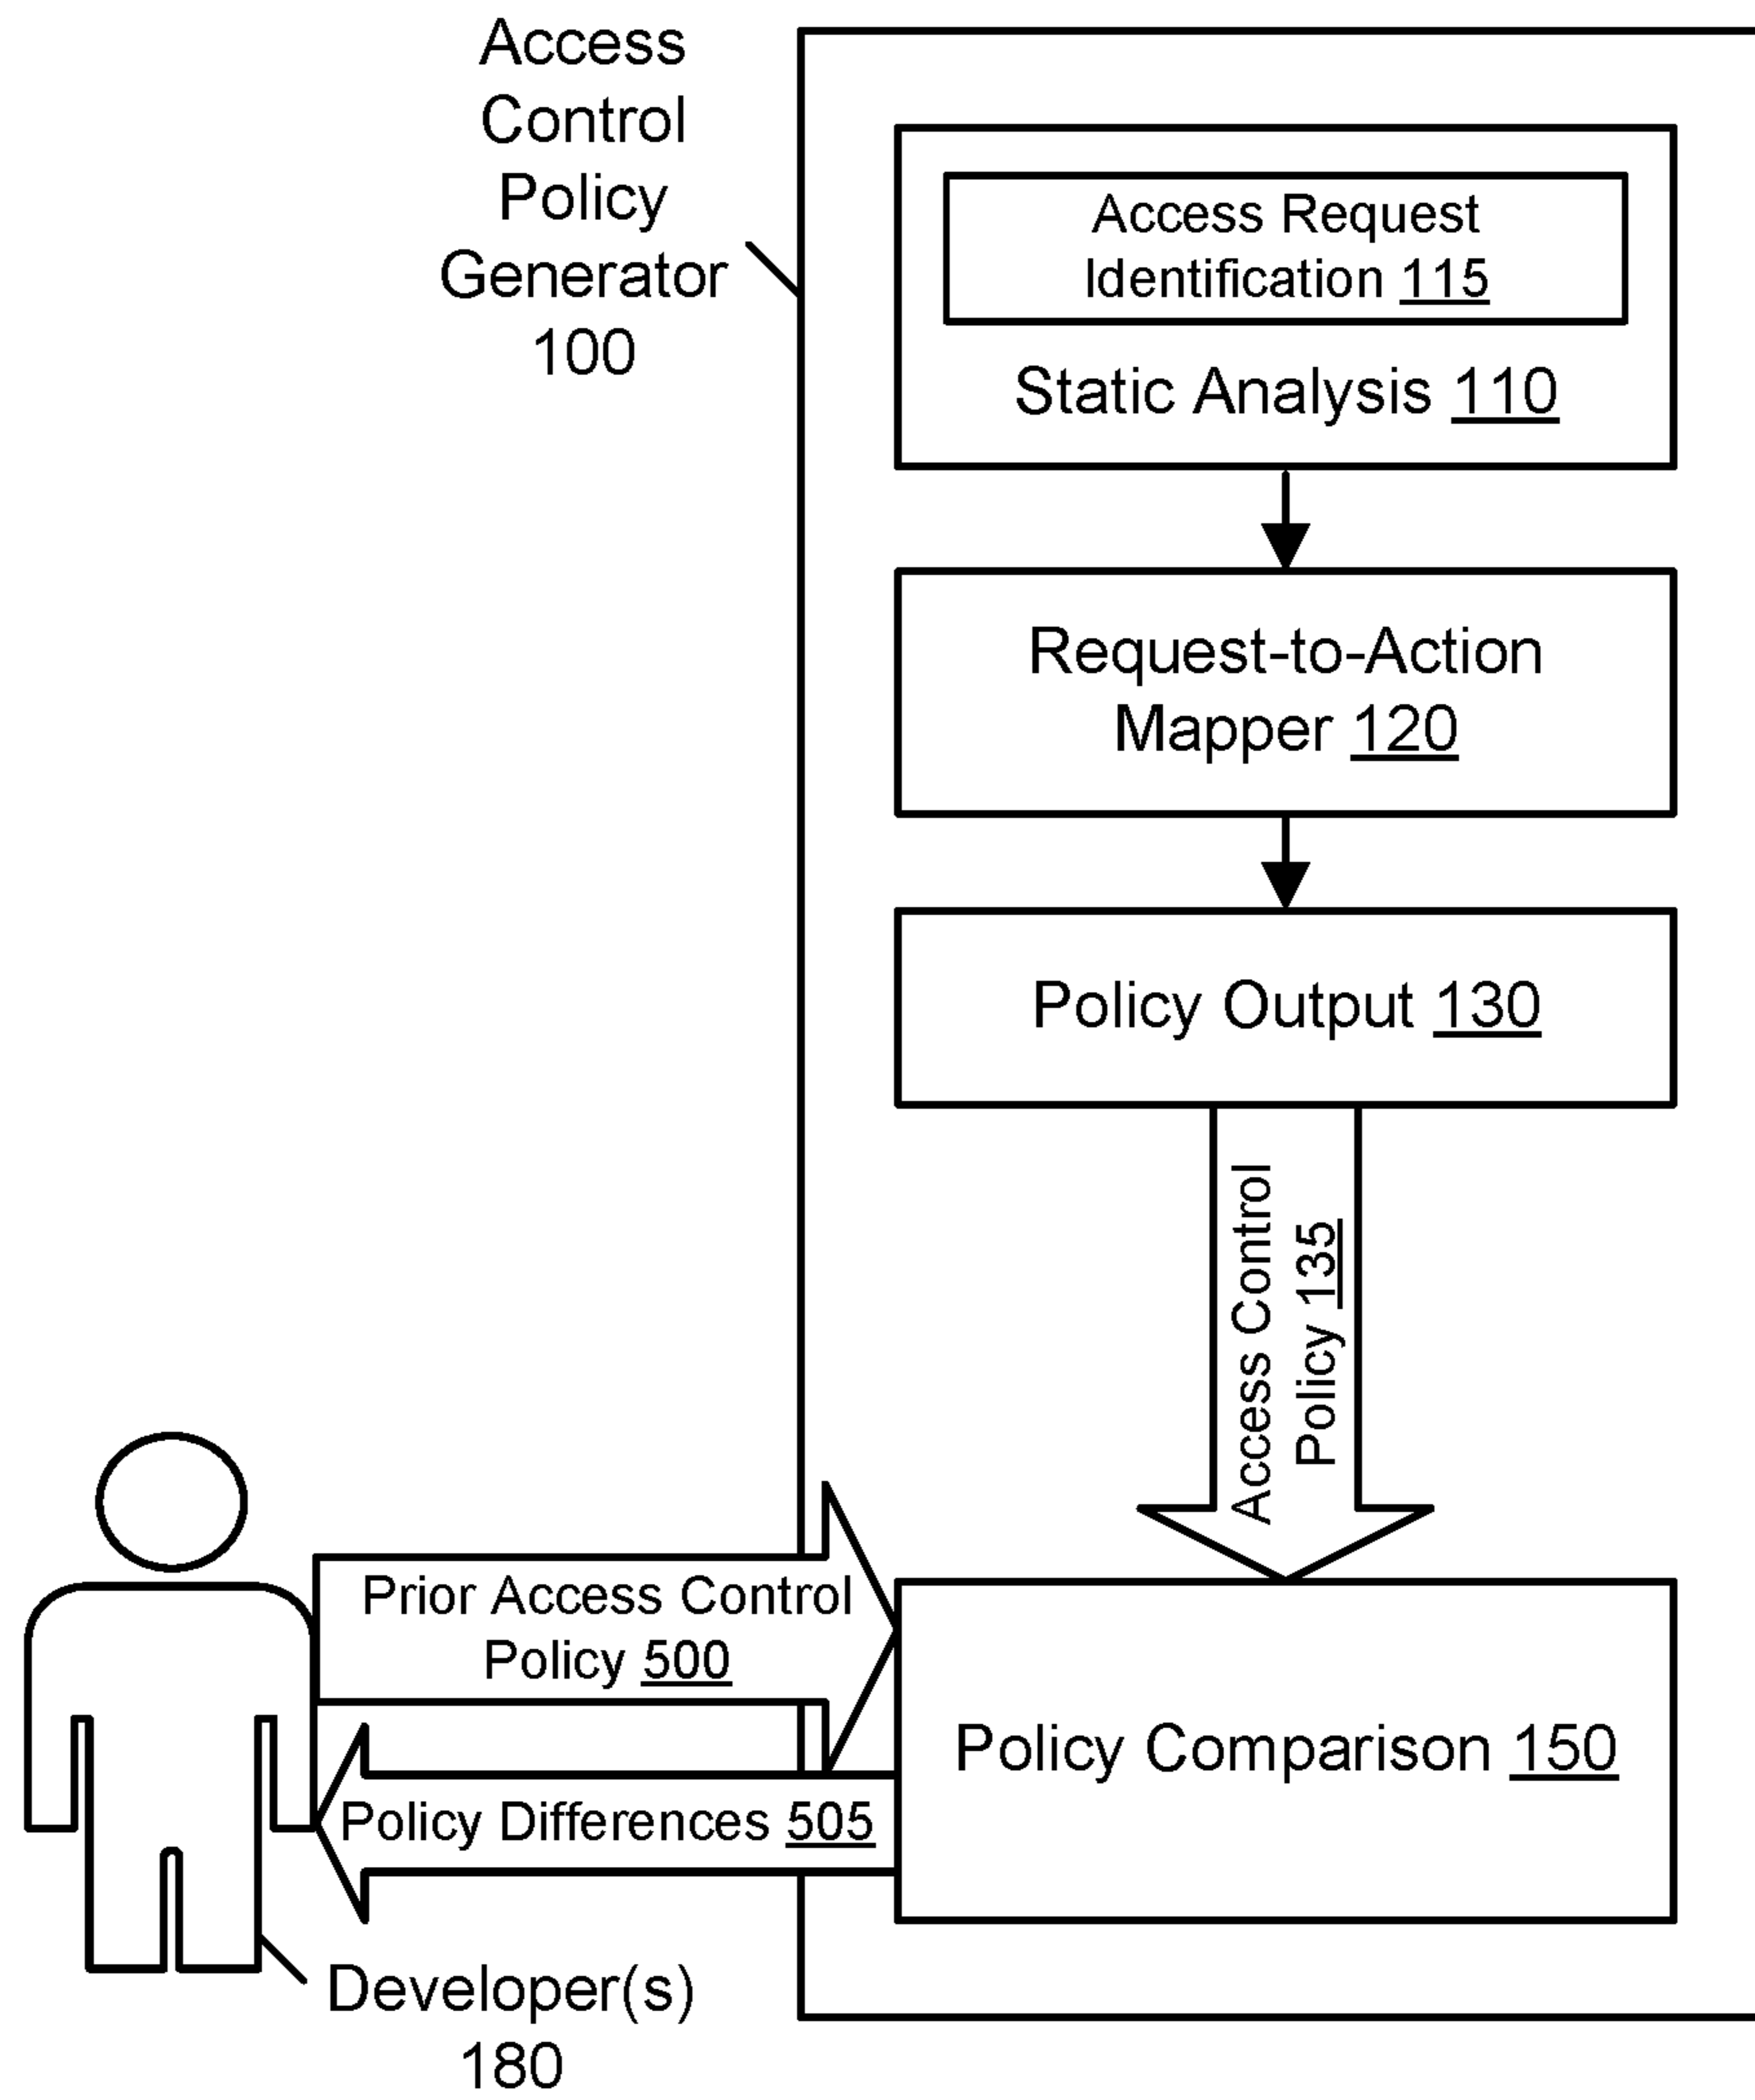 Access
Control
Policy
Generator
100
Access Request
Identification 115
Static Analysis 110
Request-to-Action
Mapper 120
Policy Output 130
Access Control
Policy 135
Prior Access Control
Policy 500
Policy Comparison 150
Policy Differences 505
Developer(s)
180